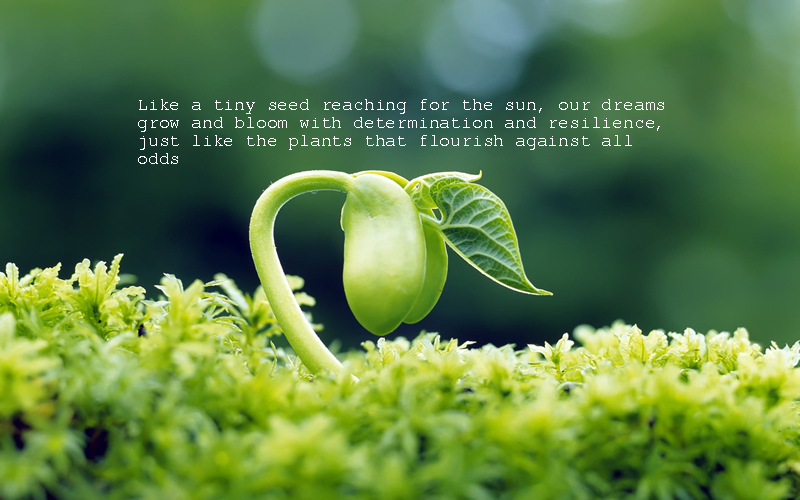 Like a tiny seed reaching for the sun, our dreams
grow and bloom with determination and resilience,
just like the plants that flourish against all
odds